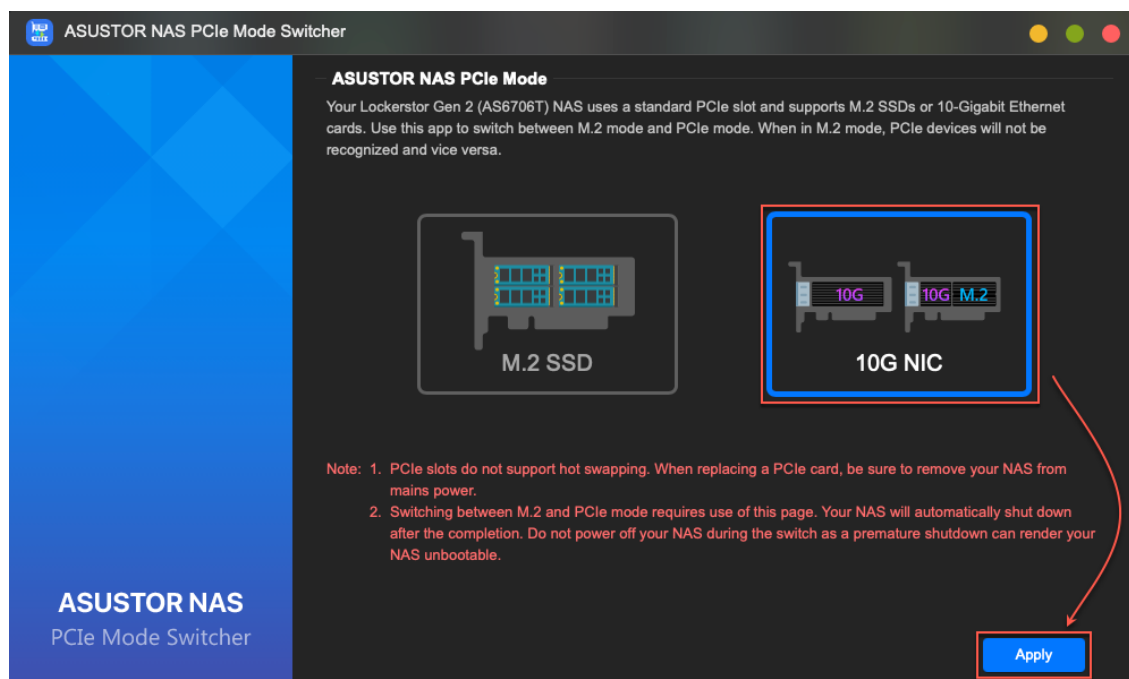 ASUSTOR NAS PCIe Mode Switcher
ASUSTOR NAS PCIe Mode
Your Lockerstor Gen 2 (AS6706T) NAS uses a standard PCIe slot and supports M.2 SSDs or 10-Gigabit Ethernet
cards. Use this app to switch between M.2 mode and PCIe mode. When in M.2 mode, PCIe devices will not be
recognized and vice versa.
10G
10G M.2
M.2 SSD
10G NIC
Note: 1. PCIe slots do not support hot swapping. When replacing a PCIe card, be sure to remove your NAS from
mains power.
2. Switching between M.2 and PCIe mode requires use of this page. Your NAS will automatically shut down
after the completion. Do not power off your NAS during the switch as a premature shutdown can render your
NAS unbootable.
ASUSTOR NAS
PCIe Mode Switcher
Apply